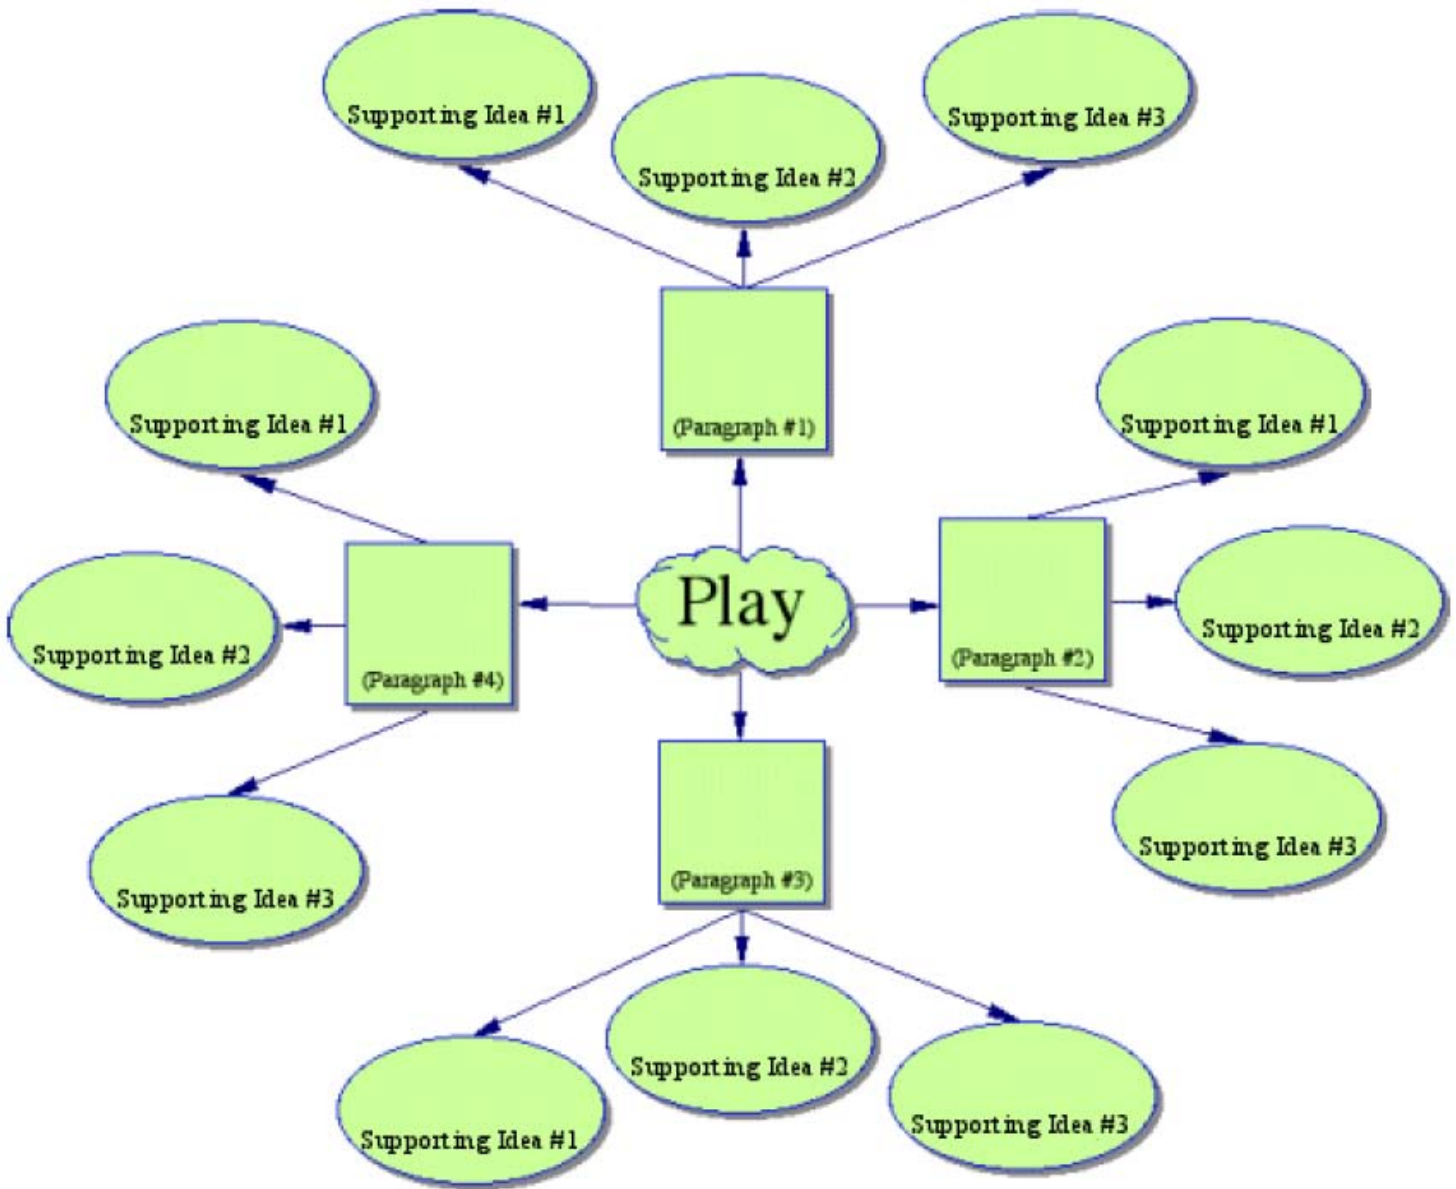 Supporting Idea #1
Supporting Idea #2
Supporting Idea #3
(Paragraph #1)
Supporting Idea #1
Supporting Idea #2
Supporting Idea #3
(Paragraph #4)
Play
(Paragraph #2)
Supporting Idea #1
Supporting Idea #2
Supporting Idea #3
(Paragraph #3)
Supporting Idea #1
Supporting Idea #2
Supporting Idea #3